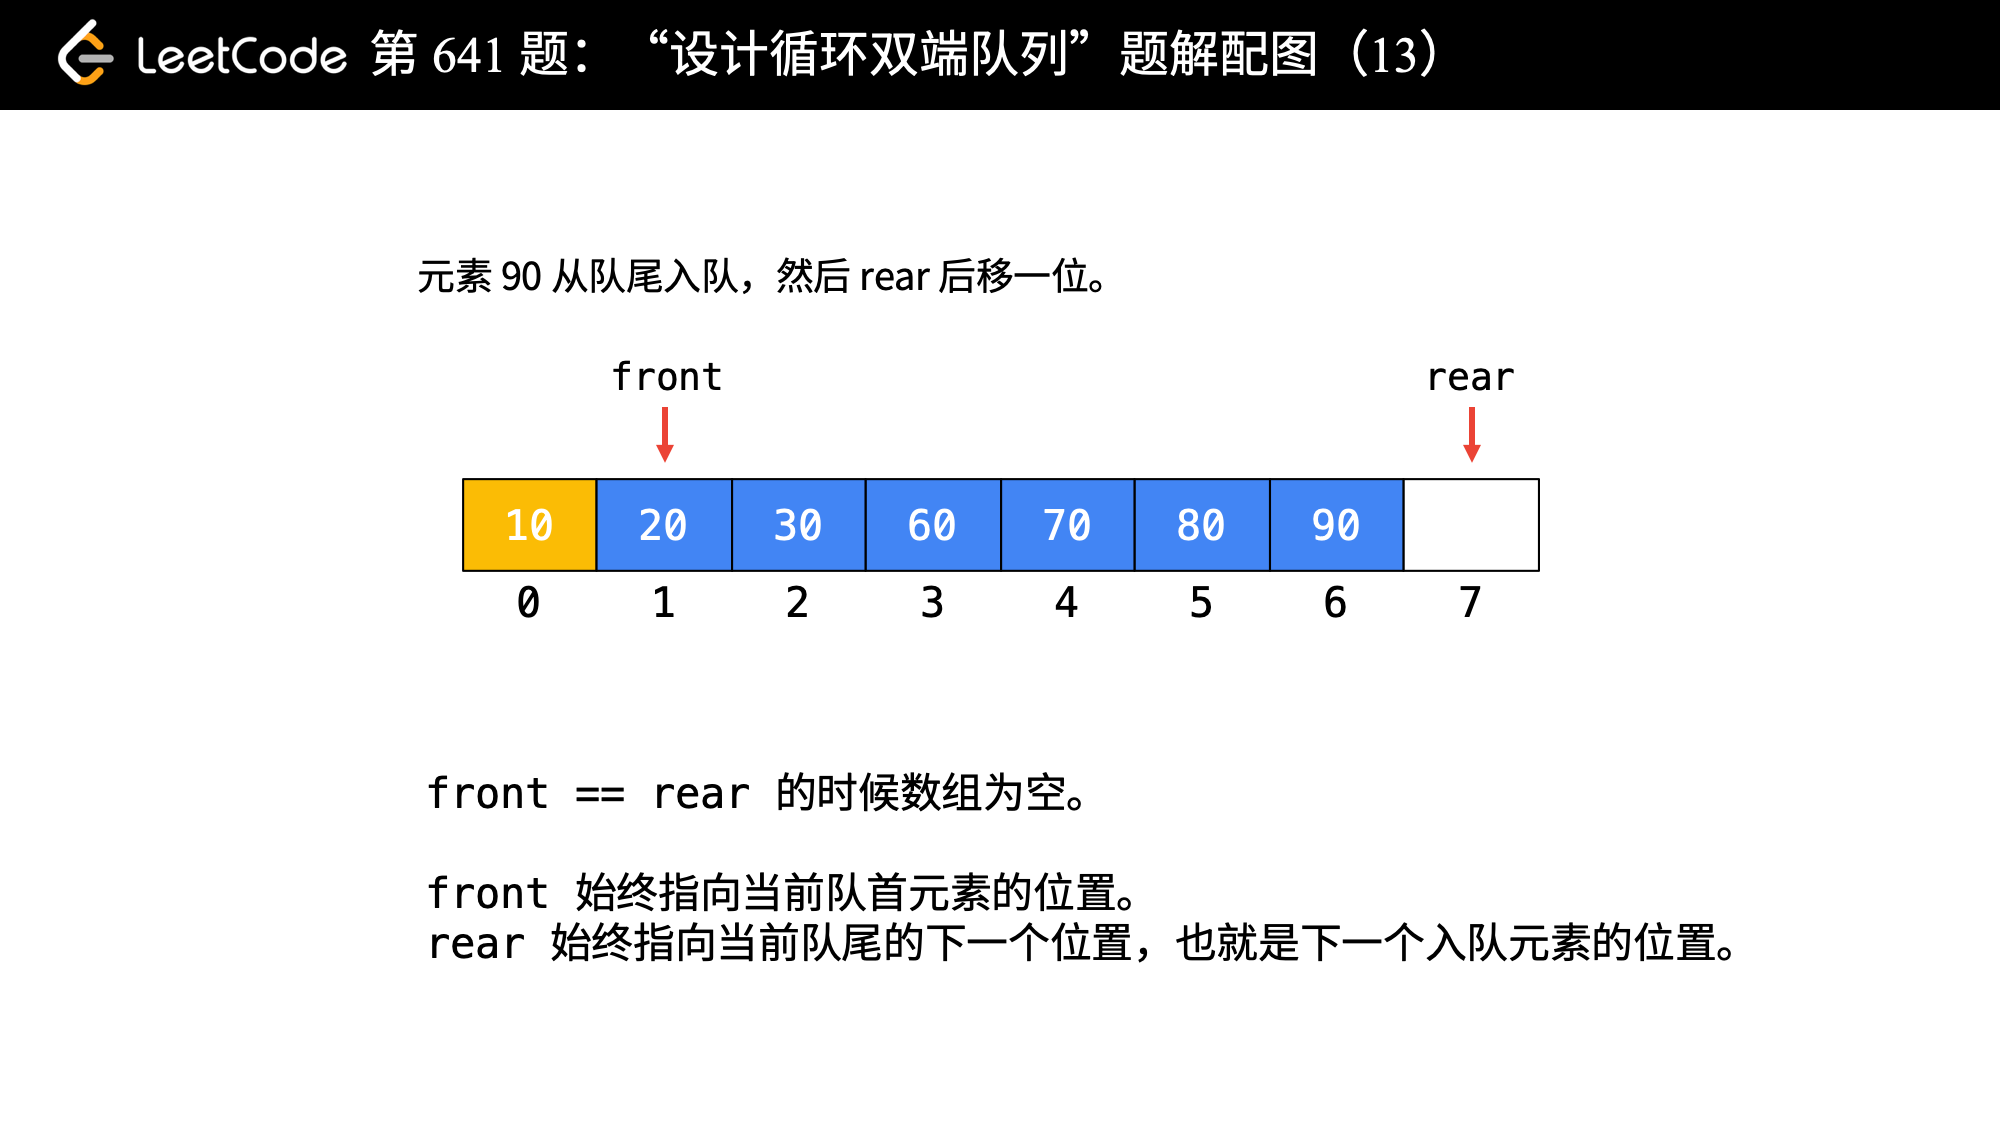 LeetCode 第 641 题：“设计循环双端队列”题解配图（13）
元素 90 从队尾入队，然后 rear 后移一位。
front rear
10 20 30 60 70 80 90
0 1 2 3 4 5 6 7
front == rear 的时候数组为空。
front 始终指向当前队首元素的位置。
rear 始终指向当前队尾的下一个位置，也就是下一个入队元素的位置。